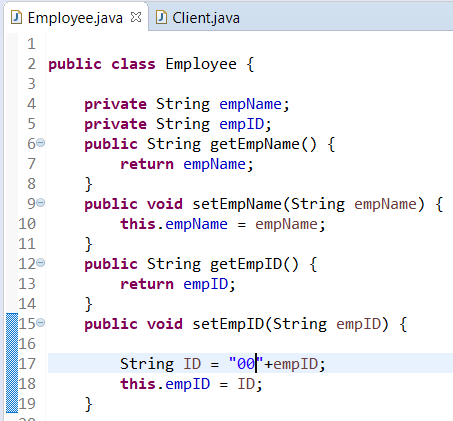 Employee.java Client.java
1
2 public class Employee {
3
4 private String empName;
5 private String empID;
6 public String getEmpName() {
7 return empName;
8 }
9 public void setEmpName(String empName) {
10 this.empName = empName;
11 }
12 public String getEmpID() {
13 return empID;
14 }
15 public void setEmpID(String empID) {
16
17 String ID = "00"+empID;
18 this.empID = ID;
19 }